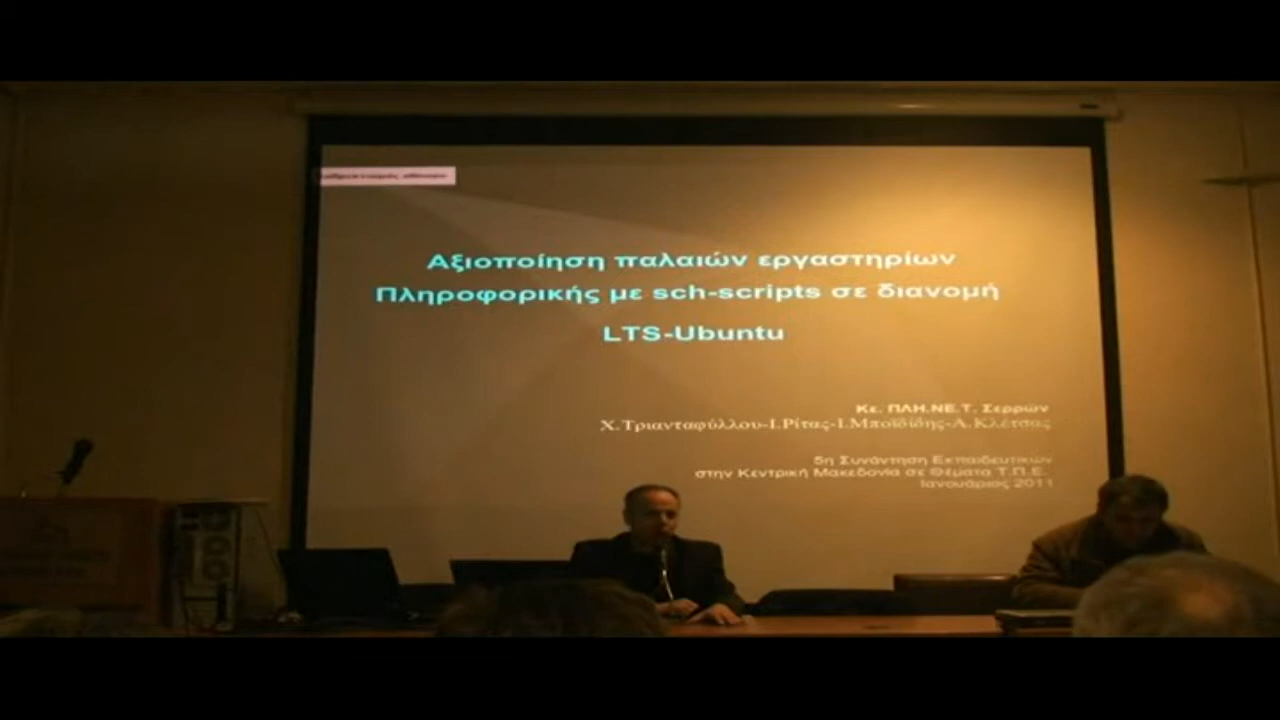 Αξιοποίηση παλαιών εργαστηρίων
Πληροφορικής με sch-scripts σε διανομή
LTS-Ubuntu
Κε. ΠΛΗ.ΝΕ.Τ. Σερρών
Χ.Τριανταφύλλου-Ι.Ρίτας-Ι.Μποϊδίδης-Α.Κλέτσας
5η Συνάντηση Εκπαιδευτικών
στην Κεντρική Μακεδονία σε Θέματα Τ.Π.Ε.
Ιανουάριος 2011